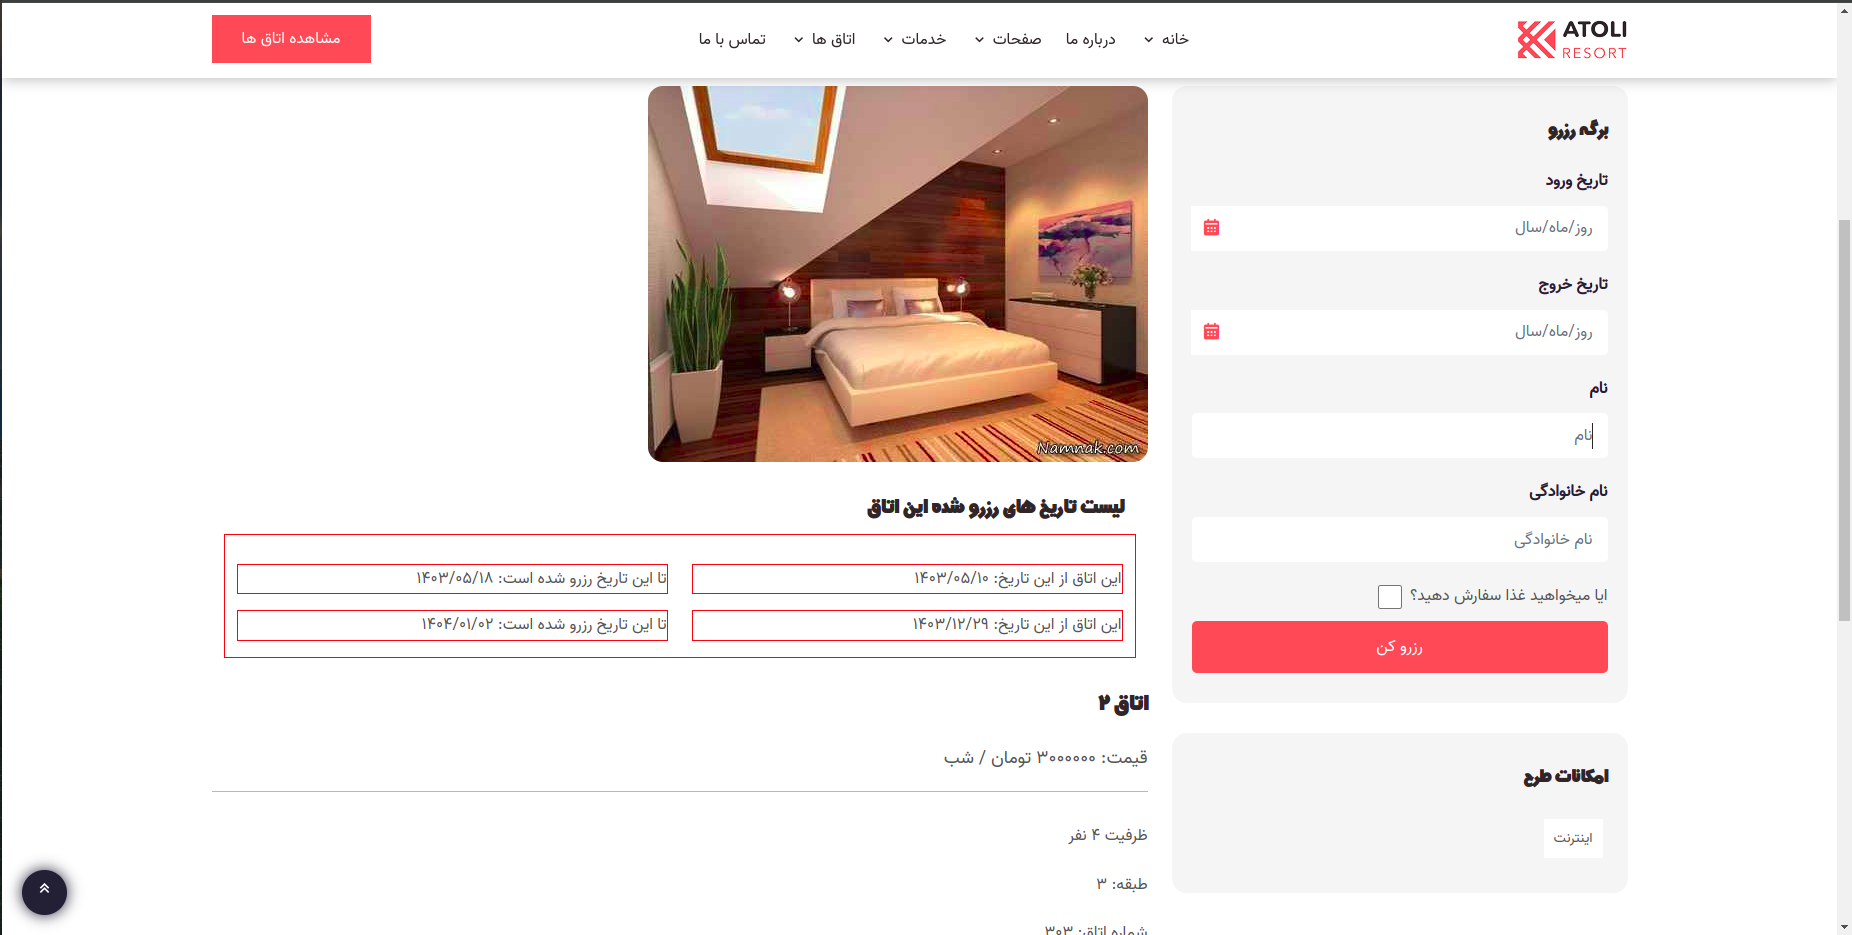 ATOLI
RESORT
خانه
درباره ما
صفحات
خدمات
اتاق ها
تماس با ما
مشاهده اتاق ها
برگه رزرو
تاریخ ورود
روز/ماه/سال
تاریخ خروج
روز/ماه/سال
نام
نام
نام خانوادگی
نام خانوادگی
ایا میخواهید غذا سفارش دهید؟
رزرو کن
امکانات طرح
اینترنت
Namnak.com
لیست تاریخ های رزرو شده این اتاق
این اتاق از این تاریخ: ۱۴۰۳/۰۵/۱۰ تا این تاریخ رزرو شده است: ۱۴۰۳/۰۵/۱۸
این اتاق از این تاریخ: ۱۴۰۳/۱۲/۲۹ تا این تاریخ رزرو شده است: ۱۴۰۴/۰۱/۰۲
اتاق ۲
قیمت: ۳۰۰۰۰۰۰ تومان / شب
ظرفیت ۴ نفر
طبقه: ۳
شماره اتاق: ۳۰۳